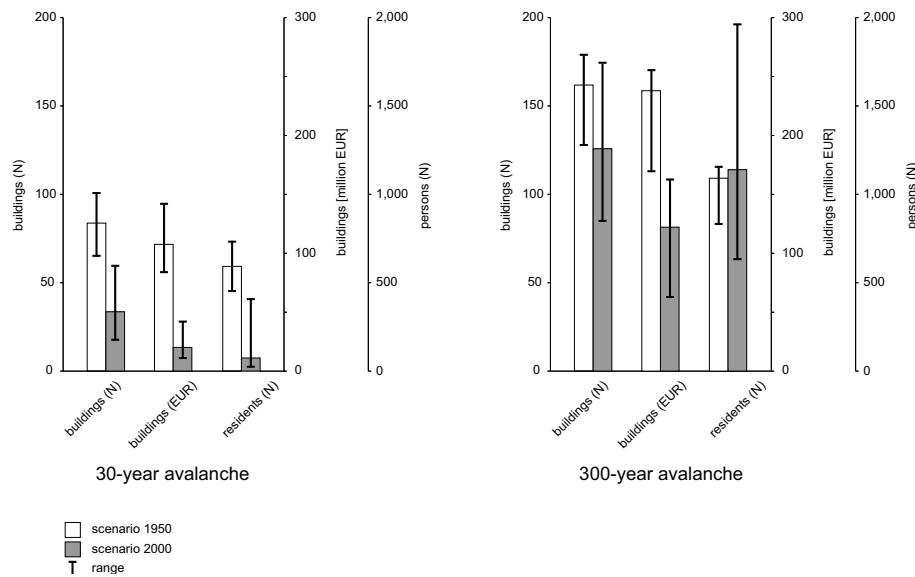 200
150
100
50
0
buildings (N)
300
200
100
0
buildings [million EUR]
2,000
1,500
1,000
500
0
persons (N)
buildings (N)
buildings (EUR)
residents (N)
30-year avalanche
200
150
100
50
0
buildings (N)
300
200
100
0
buildings [million EUR]
2,000
1,500
1,000
500
0
persons (N)
buildings (N)
buildings (EUR)
residents (N)
300-year avalanche
scenario 1950
scenario 2000
range